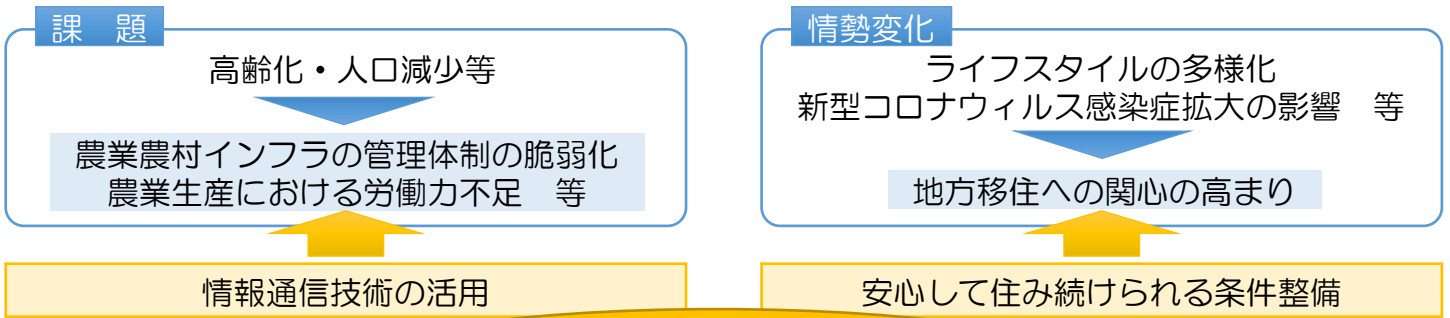 課　題
高齢化・人口減少等
農業農村インフラの管理体制の脆弱化
農業生産における労働力不足　等
情報通信技術の活用
情勢変化
ライフスタイルの多様化
新型コロナウィルス感染症拡大の影響　等
地方移住への関心の高まり
安心して住み続けられる条件整備